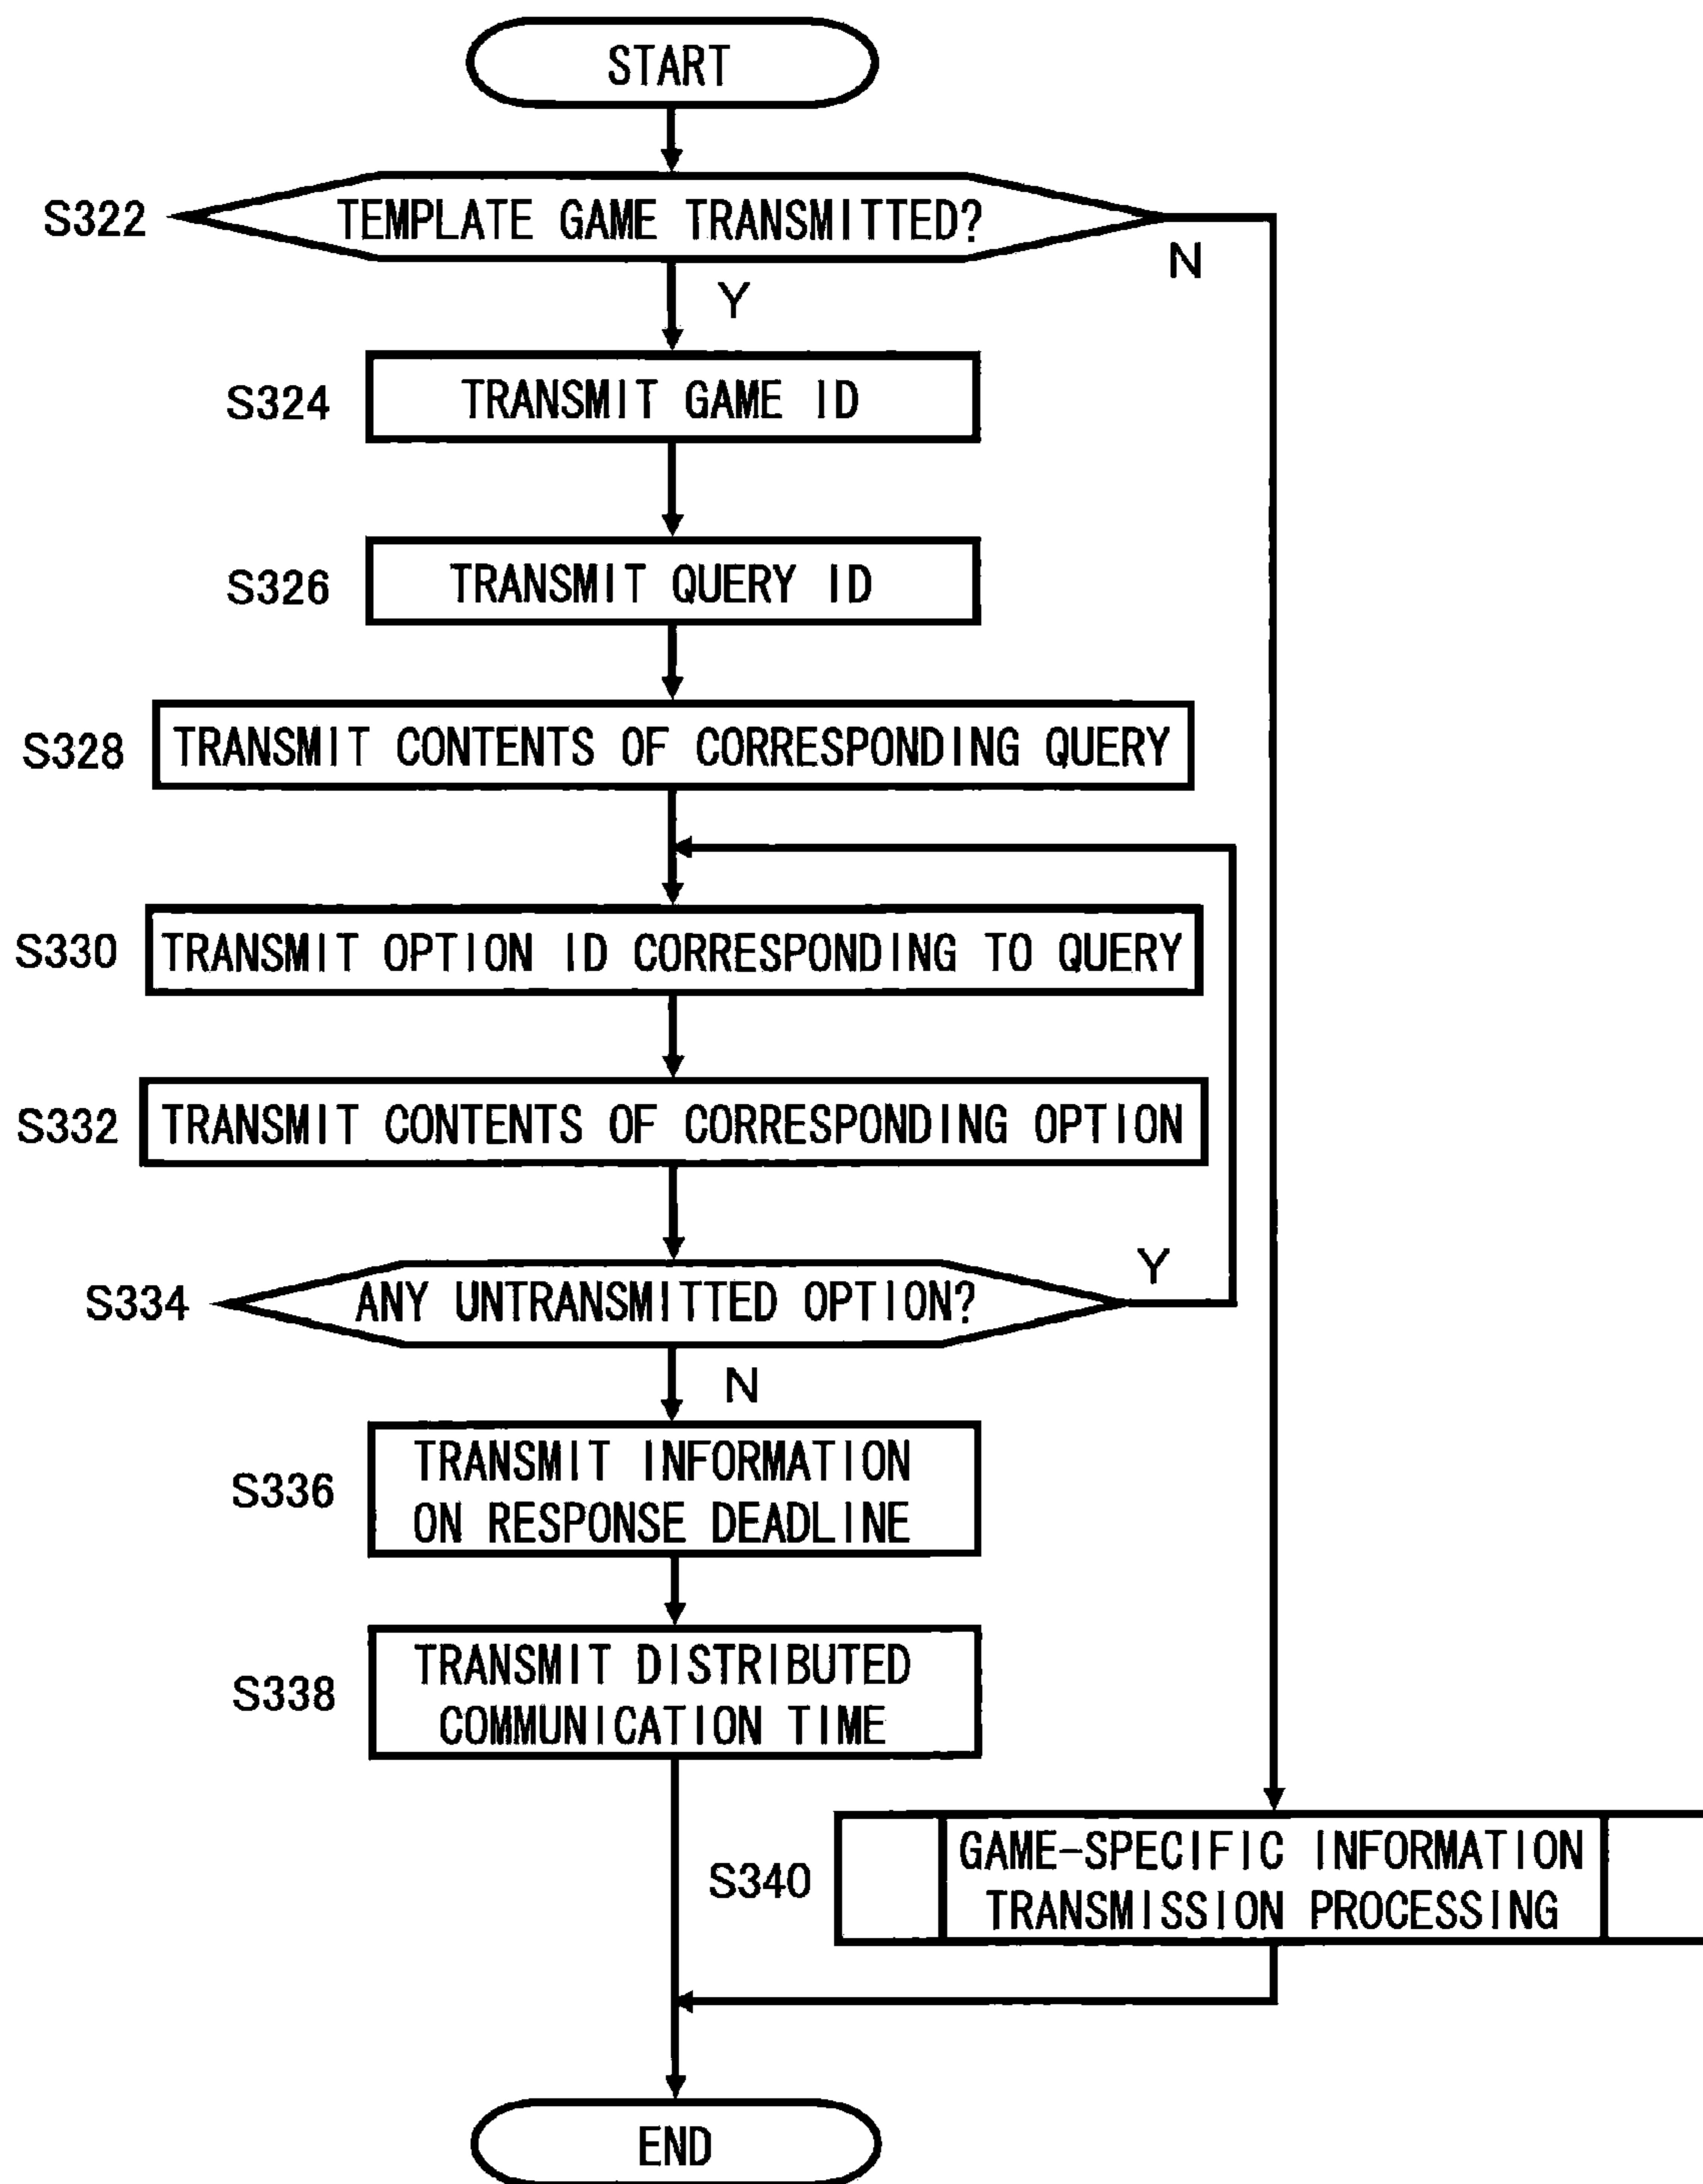 START
S322
TEMPLATE GAME TRANSMITTED?
N
Y
S324
TRANSMIT GAME ID
S326
TRANSMIT QUERY ID
S328
TRANSMIT CONTENTS OF CORRESPONDING QUERY
S330
TRANSMIT OPTION ID CORRESPONDING TO QUERY
S332
TRANSMIT CONTENTS OF CORRESPONDING OPTION
S334
ANY UNTRANSMITTED OPTION?
Y
N
S336
TRANSMIT INFORMATION
ON RESPONSE DEADLINE
S338
TRANSMIT DISTRIBUTED
COMMUNICATION TIME
S340
GAME-SPECIFIC INFORMATION
TRANSMISSION PROCESSING
END